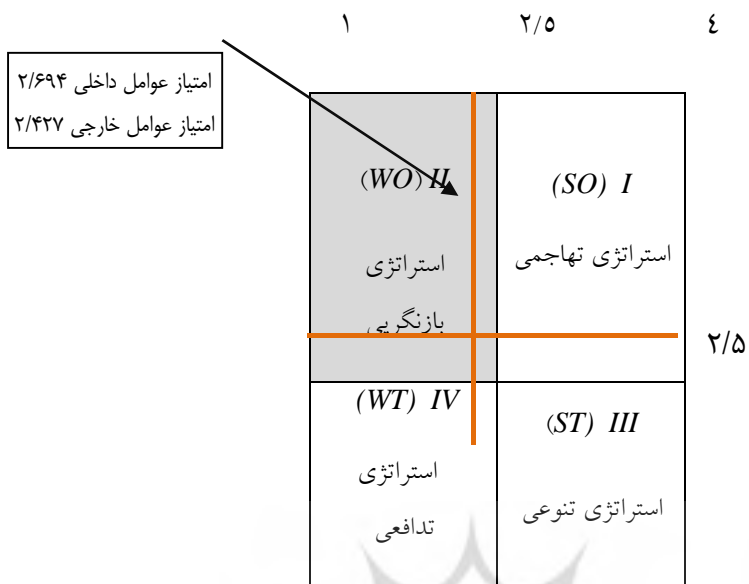 ۱ ۲/۵ ٤
امتیاز عوامل داخلی ۲/۶۹۴
امتیاز عوامل خارجی ۲/۴۲۷
(WO) II
(SO) I
استراتژی
بازنگریی
استراتژی تهاجمی
۲/۵
(WT) IV
(ST) III
استراتژی
تدافعی
استراتژی تنوعی